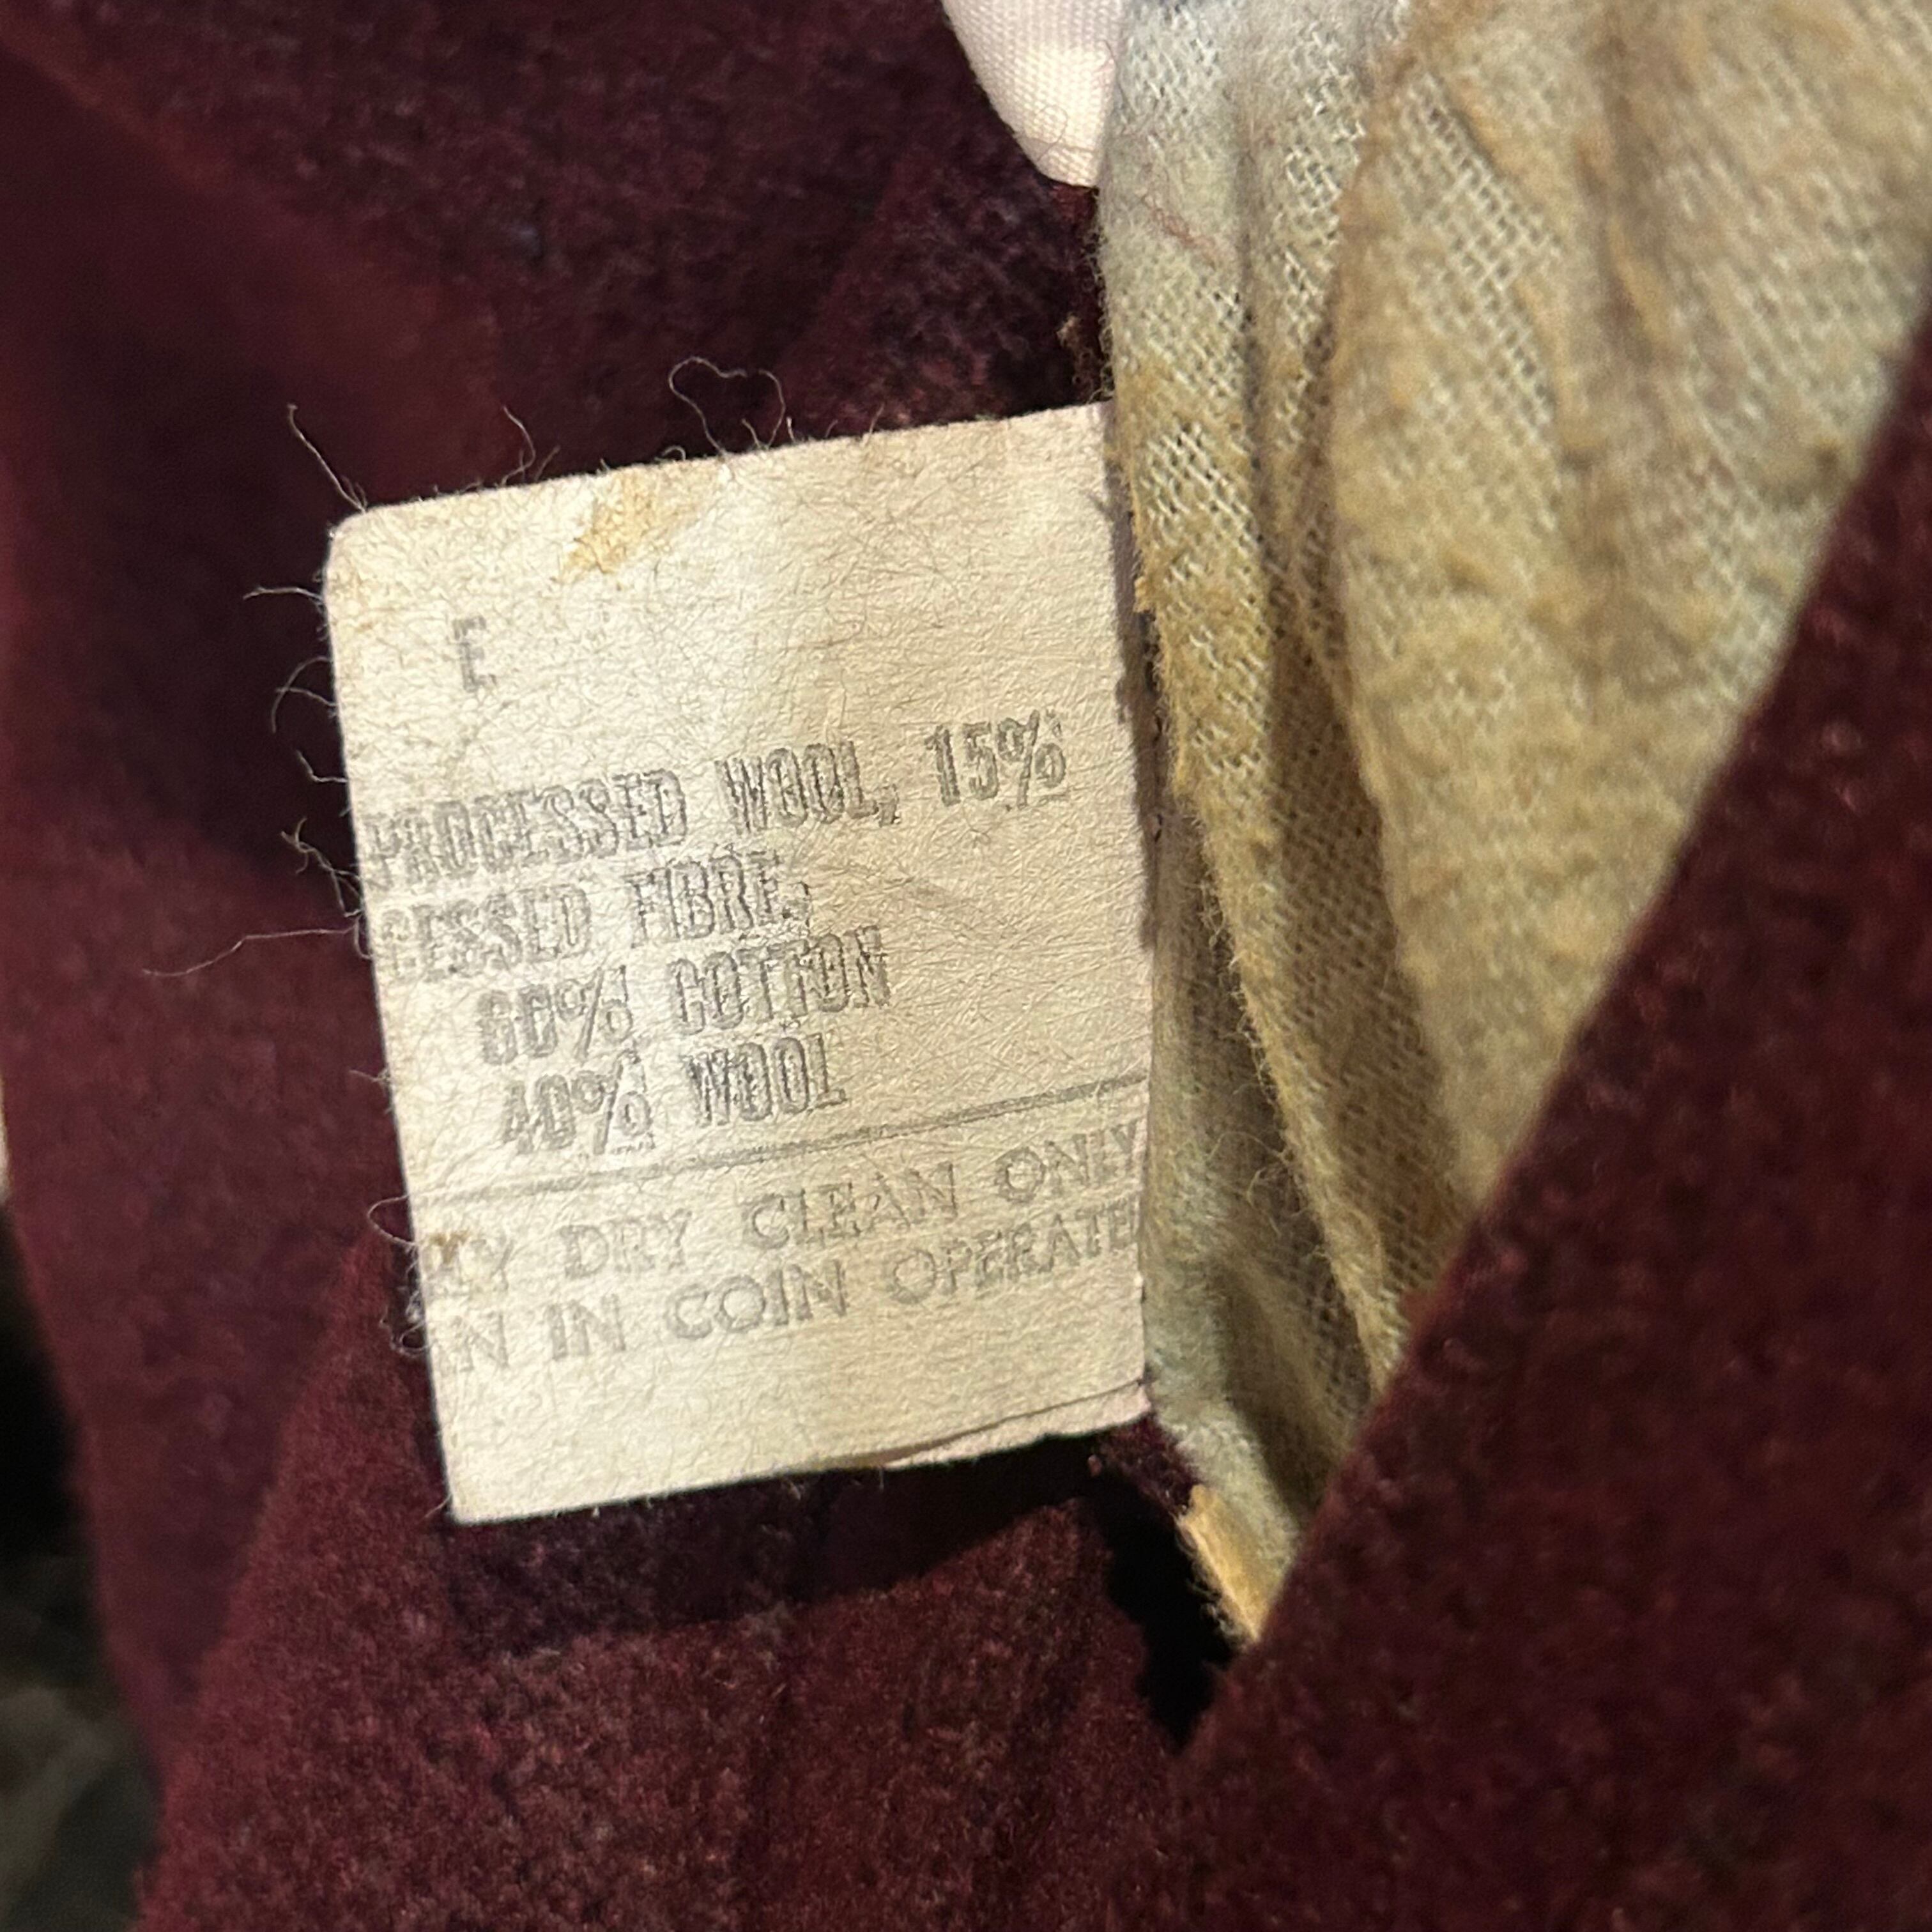 E
PROCESSED WOOL, 15%
CESSED FIBRE,
60% COTTON
40% WOOL
Y DRY CLEAN ONLY
N IN COIN OPERATE